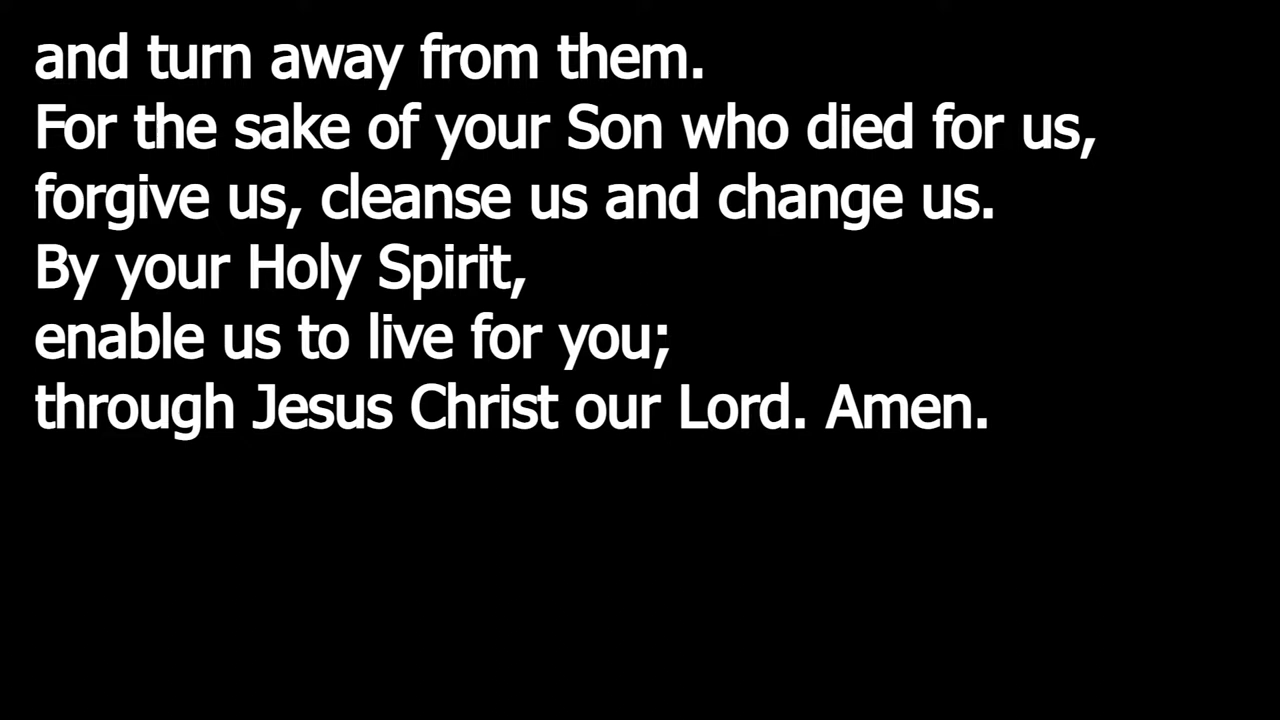 and turn away from them.
For the sake of your Son who died for us,
forgive us, cleanse us and change us.
By your Holy Spirit,
enable us to live for you;
through Jesus Christ our Lord. Amen.